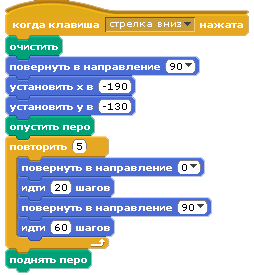 когда клавиша стрелка вниз нажата
очистить
повернуть в направление 90
установить x в -190
установить y в -130
опустить перо
повторить 5
повернуть в направление 0
идти 20 шагов
повернуть в направление 90
идти 60 шагов
поднять перо